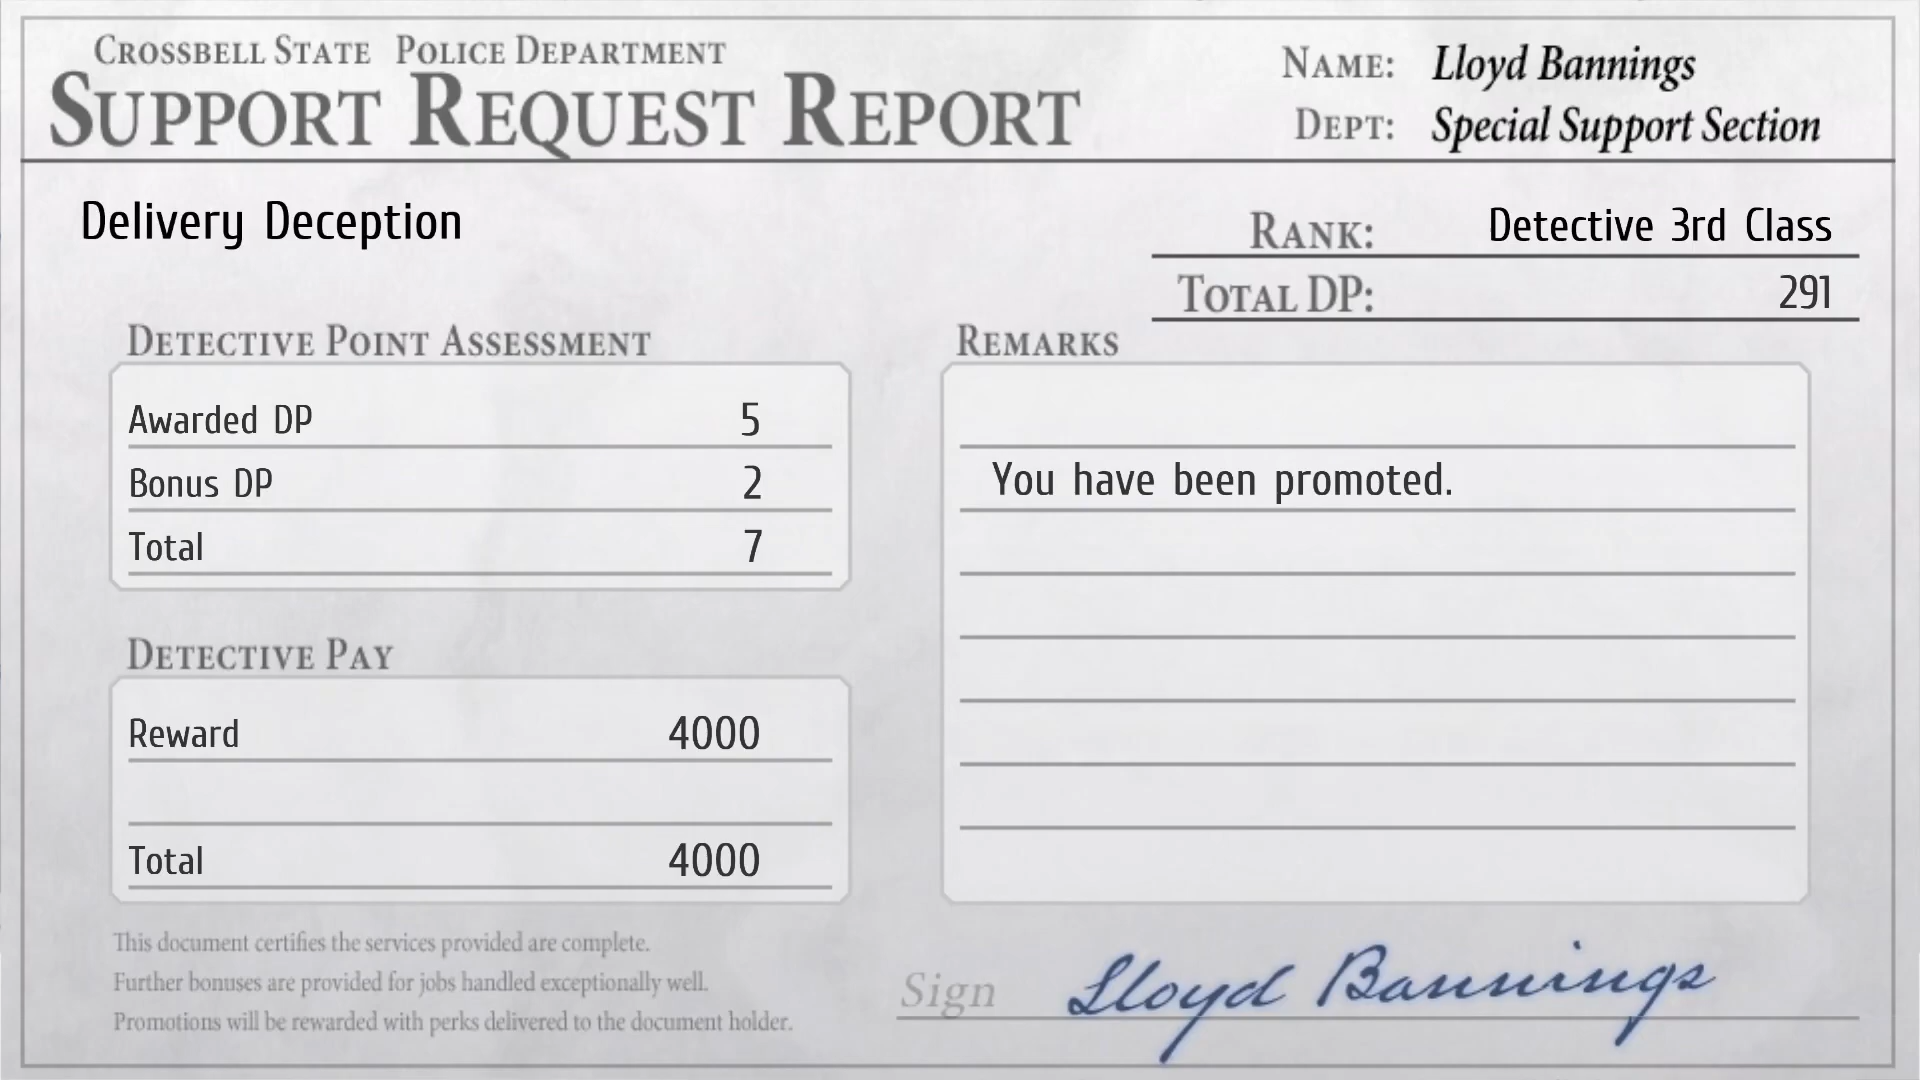 Crossbell State Police Department
Support Request Report
Name: Lloyd Bannings
Dept: Special Support Section
Delivery Deception
Rank: Detective 3rd Class
Total DP: 291
Detective Point Assessment
Awarded DP 5
Bonus DP 2
Total 7
Remarks
You have been promoted.
Detective Pay
Reward 4000
Total 4000
This document certifies the services provided are complete.
Further bonuses are provided for jobs handled exceptionally well.
Promotions will be rewarded with perks delivered to the document holder.
Sign Lloyd Bannings